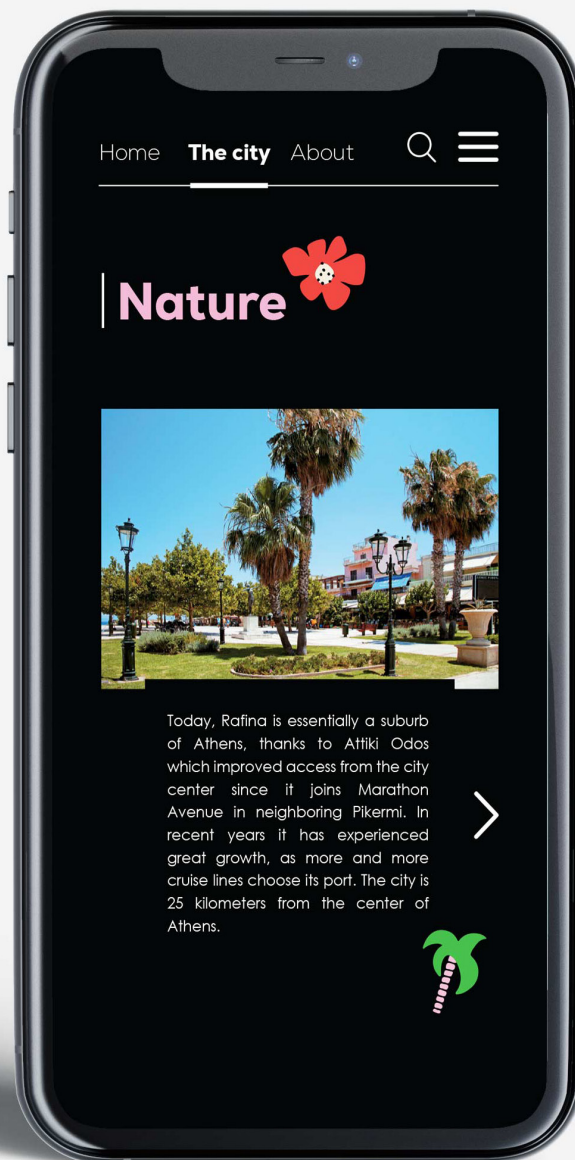 Home The city About
Nature
Today, Rafina is essentially a suburb
of Athens, thanks to Attiki Odos
which improved access from the city
center since it joins Marathon
Avenue in neighboring Pikermi. In
recent years it has experienced
great growth, as more and more
cruise lines choose its port. The city is
25 kilometers from the center of
Athens.